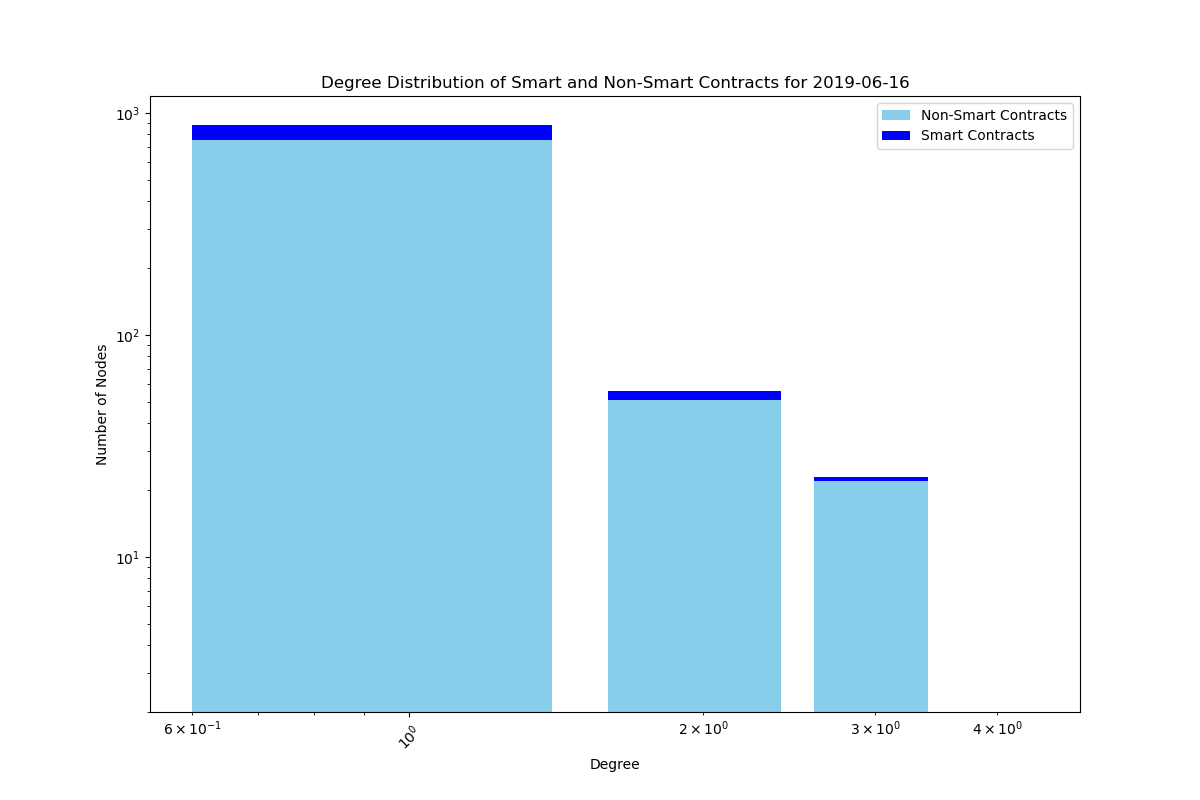 Degree Distribution of Smart and Non-Smart Contracts for 2019-06-16
Non-Smart Contracts
Smart Contracts
Number of Nodes
10³
10²
10¹
6 × 10⁻¹
10⁰
2 × 10⁰
3 × 10⁰
4 × 10⁰
Degree